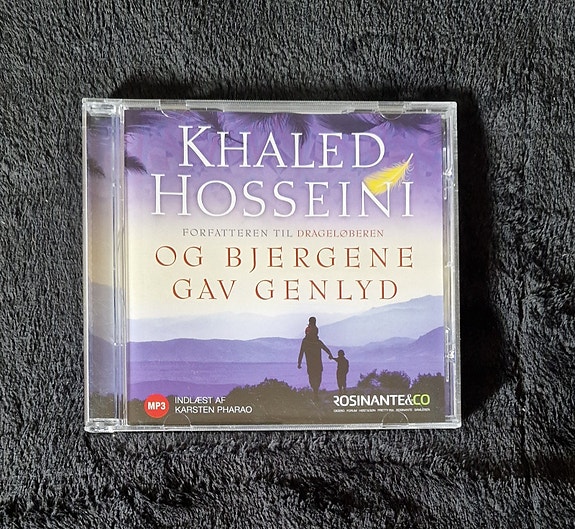 KHALED
HOSSEINI
FORFATTEREN TIL DRAGELØBEREN
OG BJERGENE
GAV GENLYD
MP3
INDLÆST AF
KARSTEN PHARAO
ROSINANTE&CO